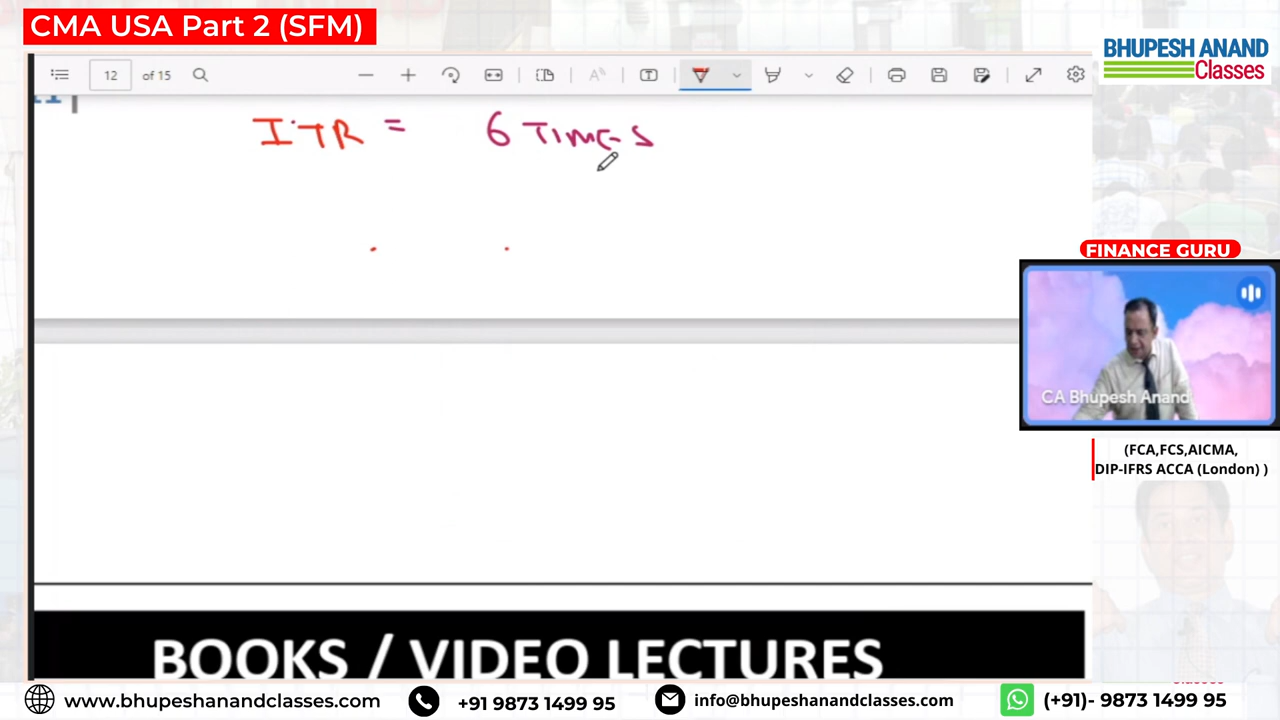 CMA USA Part 2 (SFM)
BHUPESH ANAND
Classes
12 of 15
ITR = 6 Times
FINANCE GURU
CA Bhupesh Anand
(FCA,FCS,AICMA,
DIP-IFRS ACCA (London) )
BOOKS / VIDEO LECTURES
www.bhupeshanandclasses.com +91 9873 1499 95 info@bhupeshanandclasses.com (+91)- 9873 1499 95